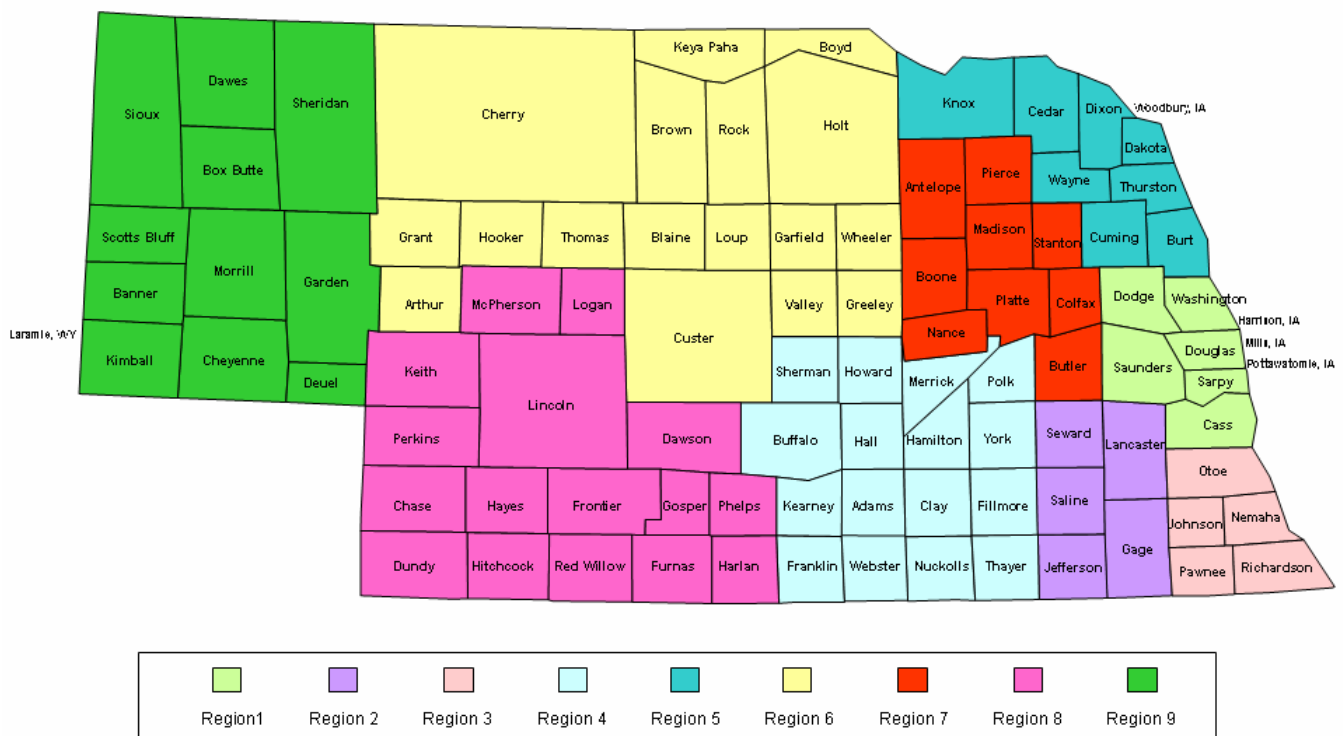 Keya Paha Boyd
Dawes
Sheridan
Sioux Cherry Knox Cedar Dixon Woodbury, IA
Brown Rock Holt
Dakota
Box Butte Antelope Pierce Wayne Thurston
Scotts Bluff Grant Hooker Thomas Blaine Loup Garfield Wheeler Madison Stanton Cuming Burt
Morrill Garden Boone
Banner Arthur McPherson Logan Valley Greeley Platte Colfax Dodge Washington
Harrison, IA
Laramie, WY Kimball Cheyenne Custer Nance Douglas Mills, IA
Pottawatomie, IA
Deuel Keith Sherman Howard Merrick Polk Butler Saunders Sarpy
Lincoln
Perkins Dawson Buffalo Hall Hamilton York Seward Lancaster Cass
Otoe
Chase Hayes Frontier Gosper Phelps Kearney Adams Clay Fillmore Saline
Johnson Nemaha
Gage
Dundy Hitchcock Red Willow Furnas Harlan Franklin Webster Nuckolls Thayer Jefferson Pawnee Richardson
Region1 Region 2 Region 3 Region 4 Region 5 Region 6 Region 7 Region 8 Region 9